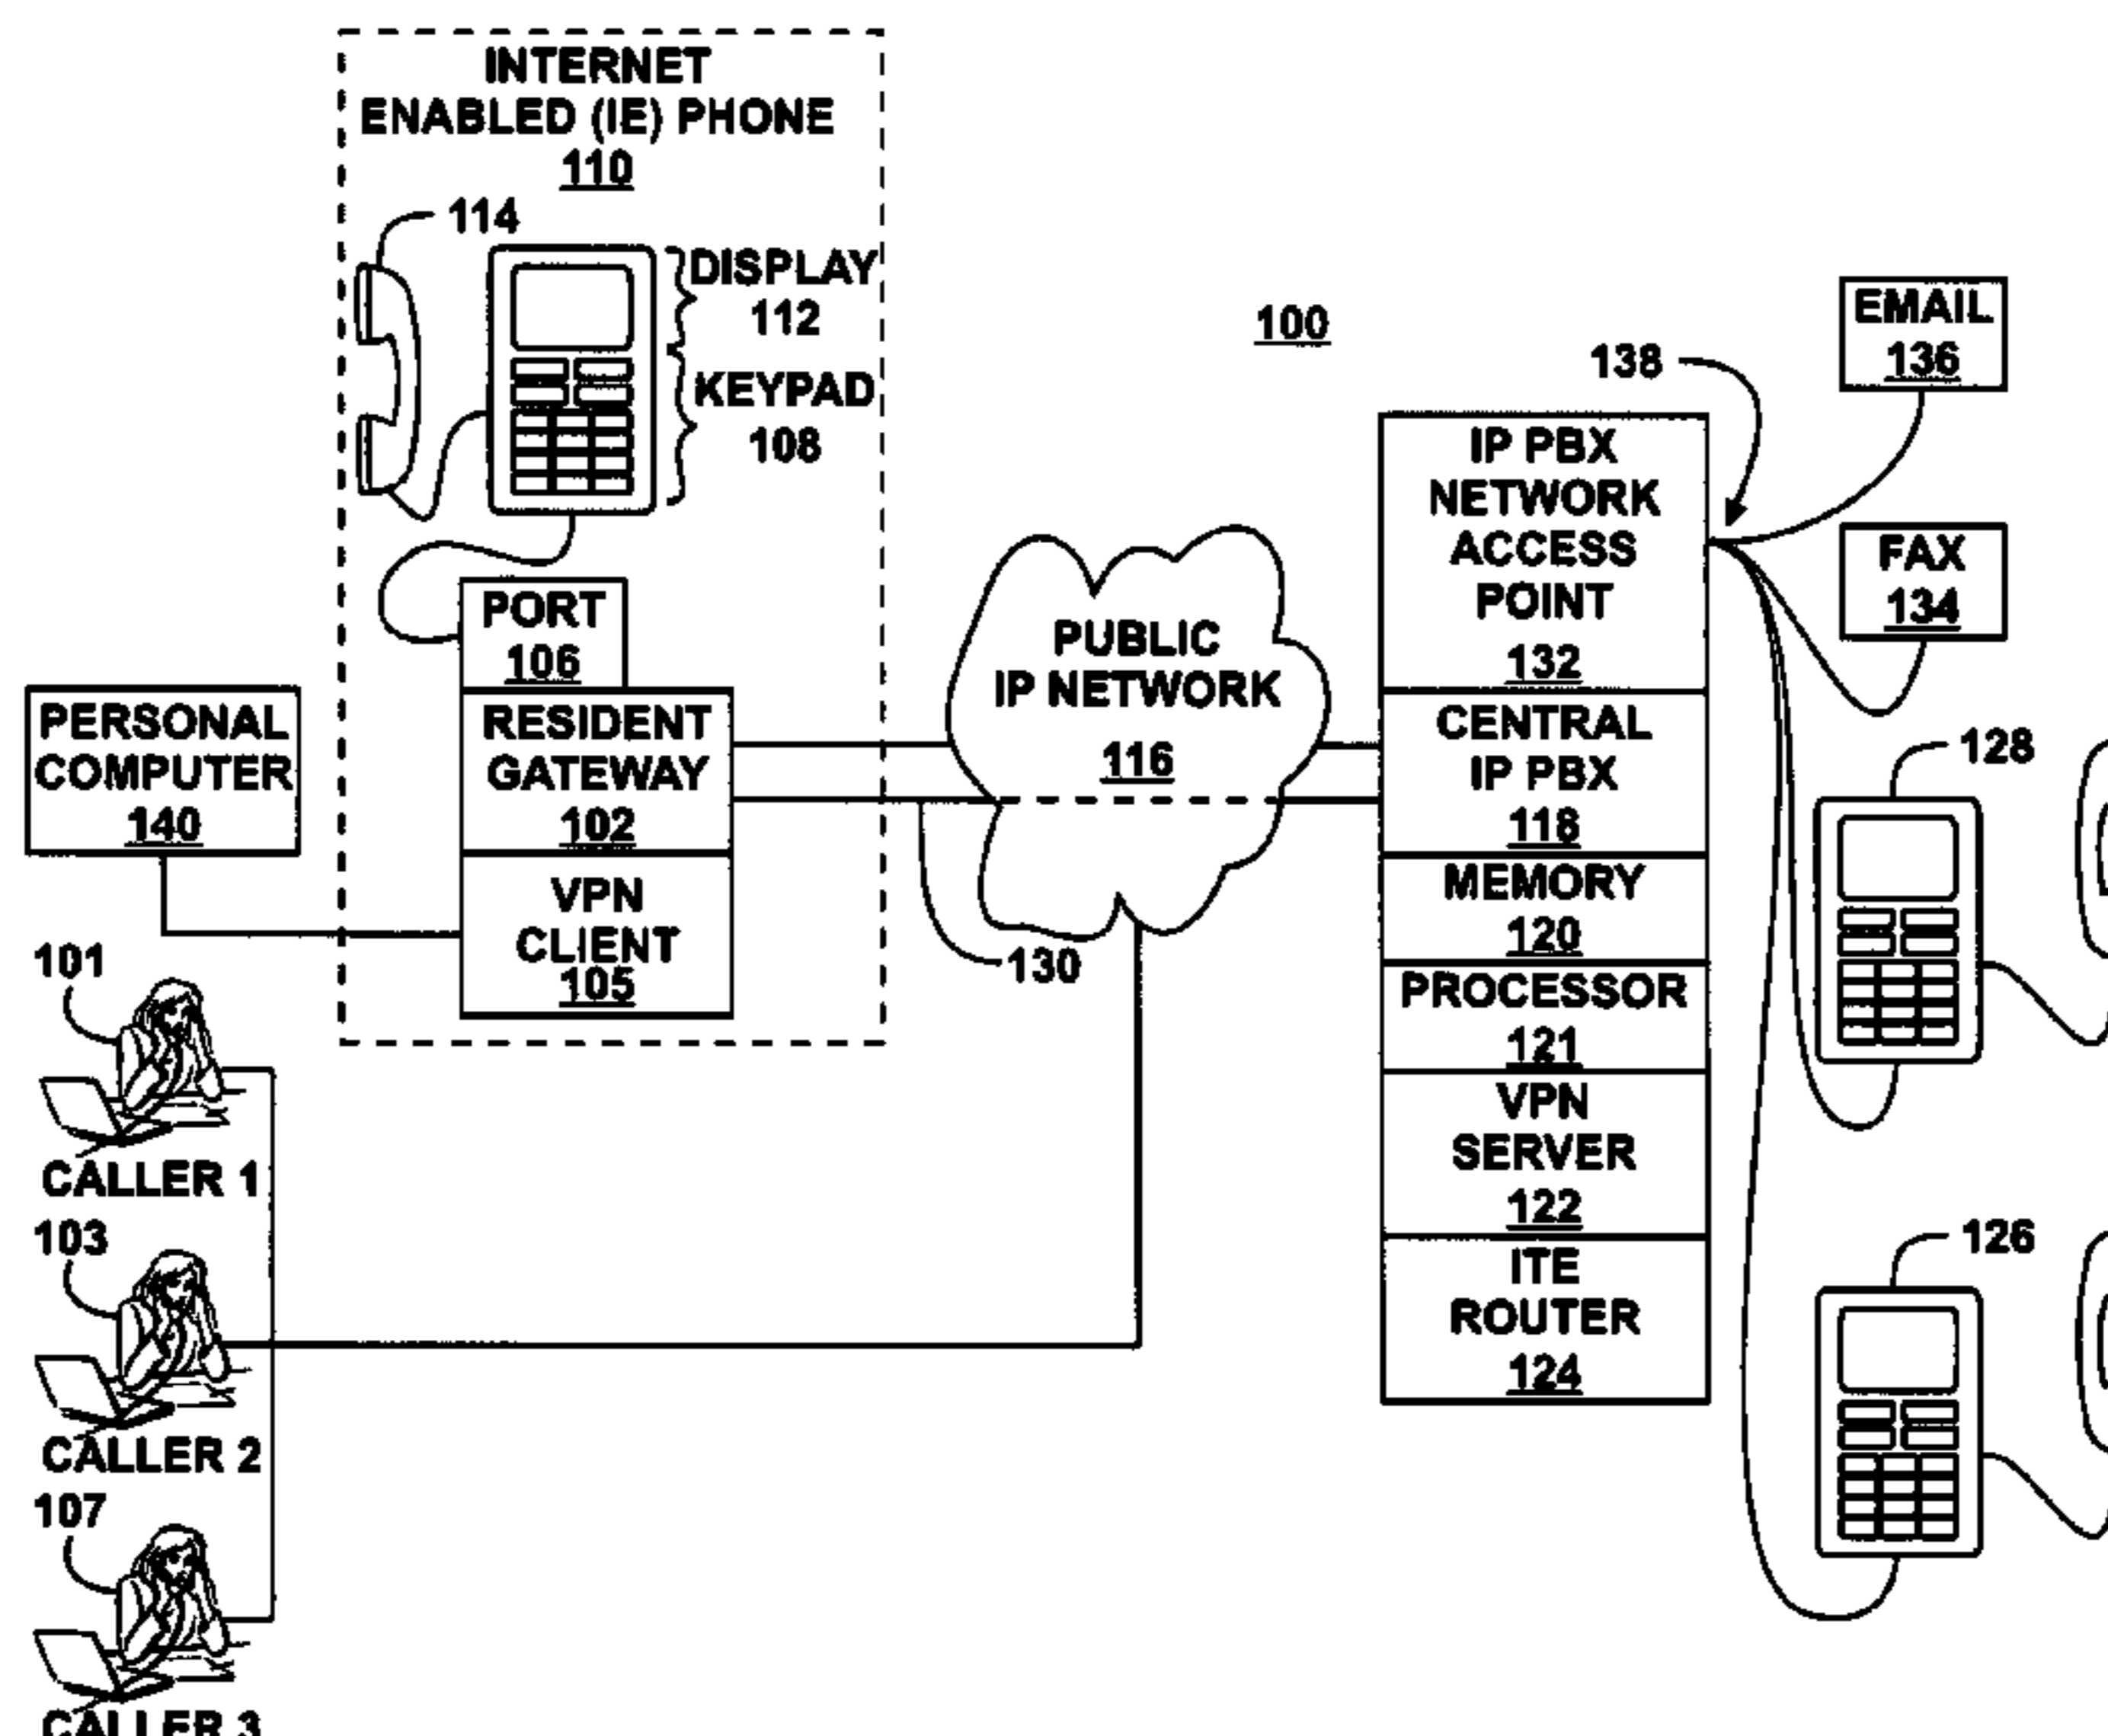 INTERNET
ENABLED (IE) PHONE
110
114
DISPLAY
112
KEYPAD
108
PORT
106
RESIDENT
GATEWAY
102
VPN
CLIENT
105
PERSONAL
COMPUTER
140
101
CALLER 1
103
CALLER 2
107
CALLER 3
PUBLIC
IP NETWORK
116
130
100
138
IP PBX
NETWORK
ACCESS
POINT
132
CENTRAL
IP PBX
118
MEMORY
120
PROCESSOR
121
VPN
SERVER
122
ITE
ROUTER
124
EMAIL
136
FAX
134
128
126